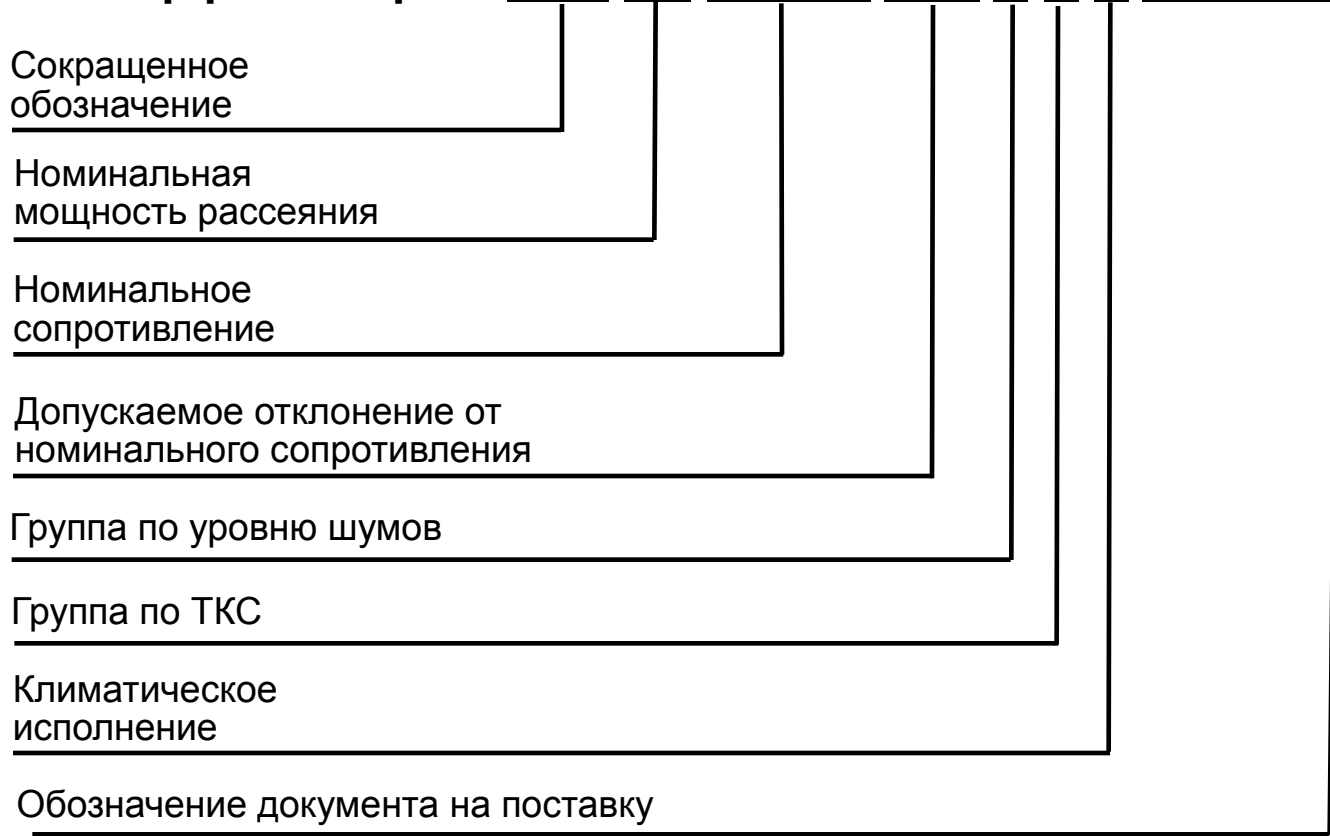 Сокращенное
обозначение
Номинальная
мощность рассеяния
Номинальное
сопротивление
Допускаемое отклонение от
номинального сопротивления
Группа по уровню шумов
Группа по ТКС
Климатическое
исполнение
Обозначение документа на поставку